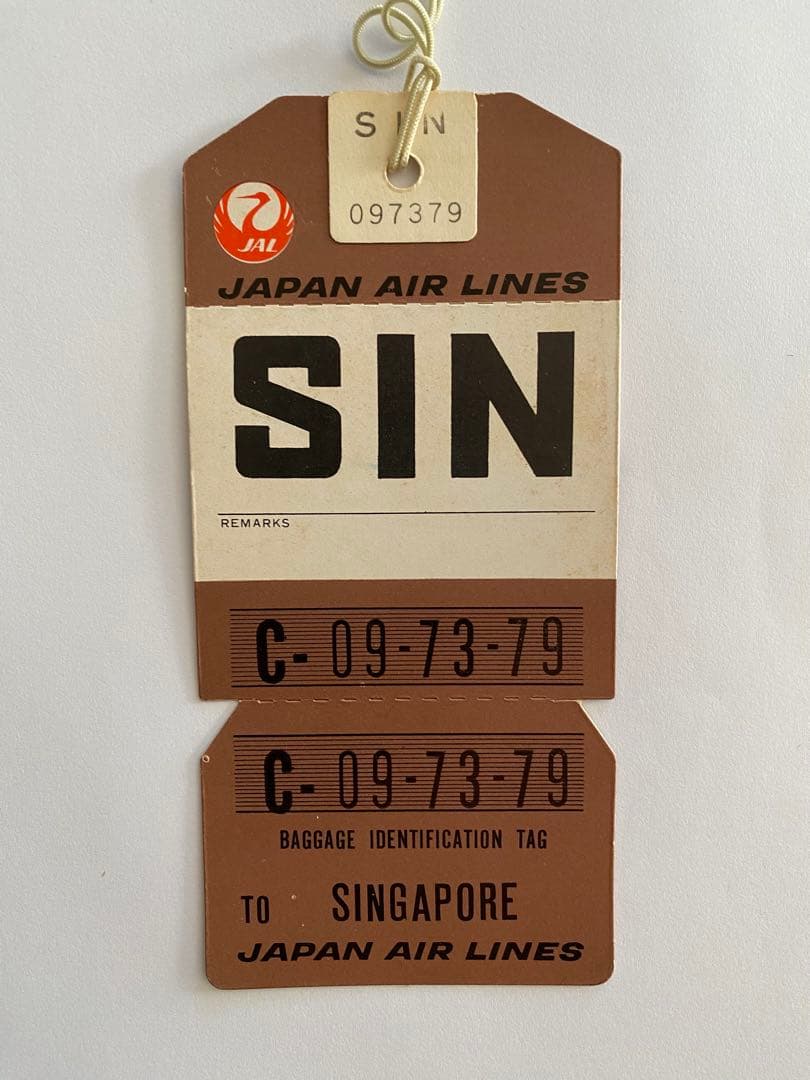 SIN
097379
JAL
JAPAN AIR LINES
SIN
REMARKS
C- 09-73-79
C- 09-73-79
BAGGAGE IDENTIFICATION TAG
TO SINGAPORE
JAPAN AIR LINES